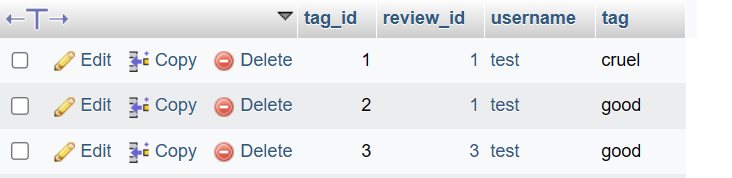 tag_id review_id username tag
Edit Copy Delete 1 1 test cruel
Edit Copy Delete 2 1 test good
Edit Copy Delete 3 3 test good